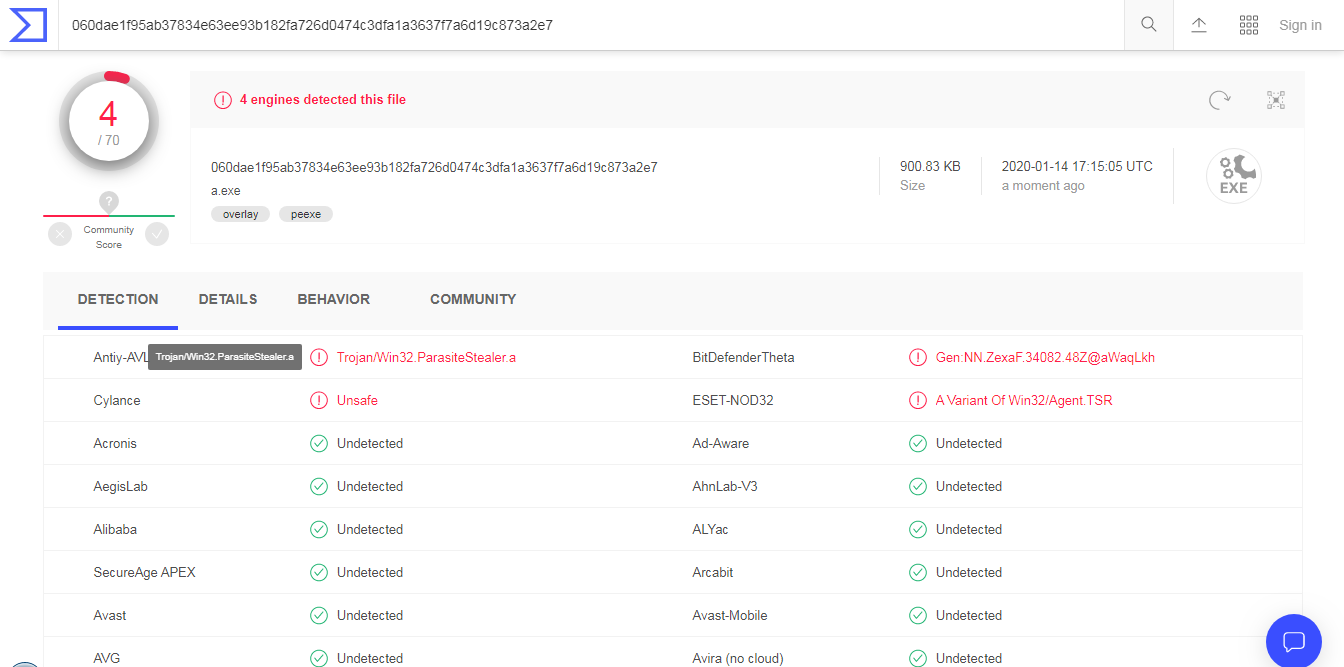 060dae1f95ab37834e63ee93b182fa726d0474c3dfa1a3637f7a6d19c873a2e7
Sign in
4
/ 70
?
Community
Score
4 engines detected this file
060dae1f95ab37834e63ee93b182fa726d0474c3dfa1a3637f7a6d19c873a2e7
a.exe
overlay peexe
900.83 KB
Size
2020-01-14 17:15:05 UTC
a moment ago
EXE
DETECTION DETAILS BEHAVIOR COMMUNITY
Antiy-AVL Trojan/Win32.ParasiteStealer.a Trojan/Win32.ParasiteStealer.a BitDefenderTheta Gen:NN.ZexaF.34082.48Z@aWaqLkh
Cylance Unsafe ESET-NOD32 A Variant Of Win32/Agent.TSR
Acronis Undetected Ad-Aware Undetected
AegisLab Undetected AhnLab-V3 Undetected
Alibaba Undetected ALYac Undetected
SecureAge APEX Undetected Arcabit Undetected
Avast Undetected Avast-Mobile Undetected
AVG Undetected Avira (no cloud) Undetected